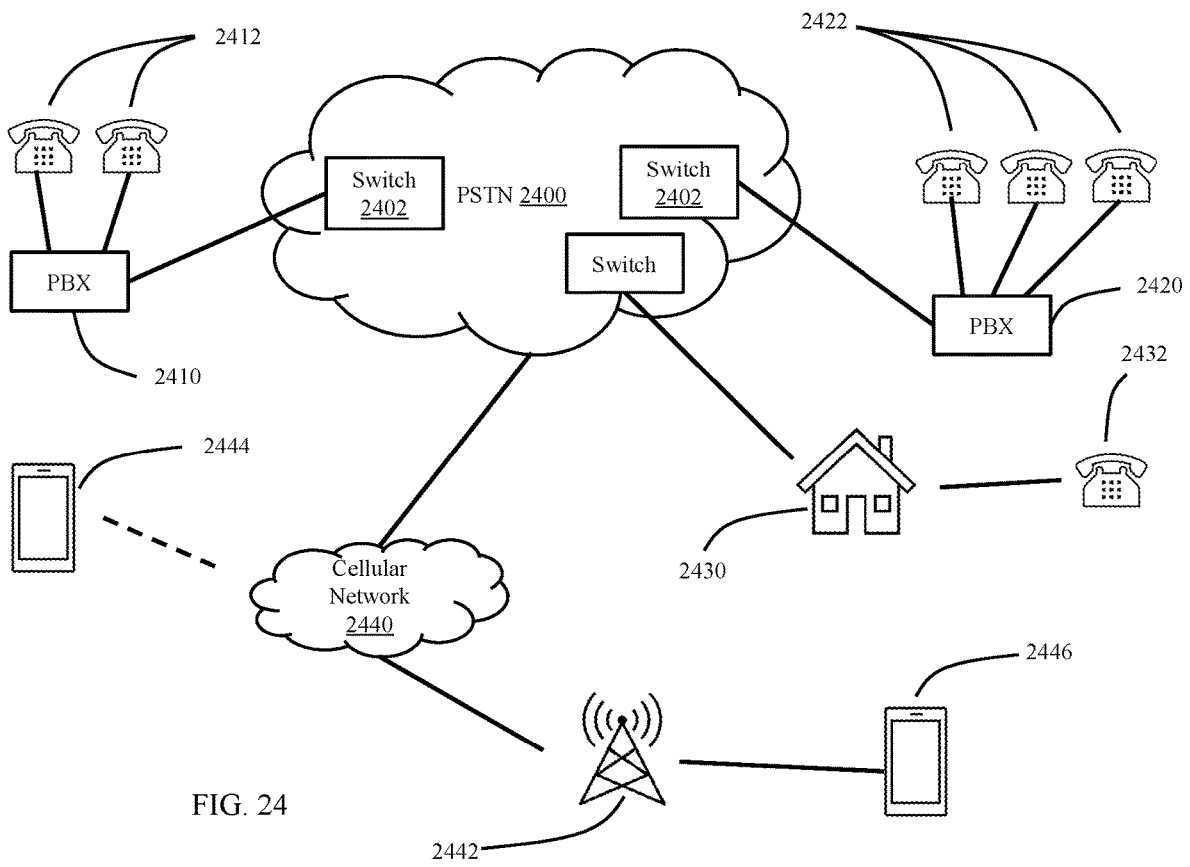 2412
2422
Switch
2402
PSTN 2400
Switch
2402
Switch
PBX
PBX
2420
2410
2432
2444
2430
Cellular
Network
2440
2446
FIG. 24
2442